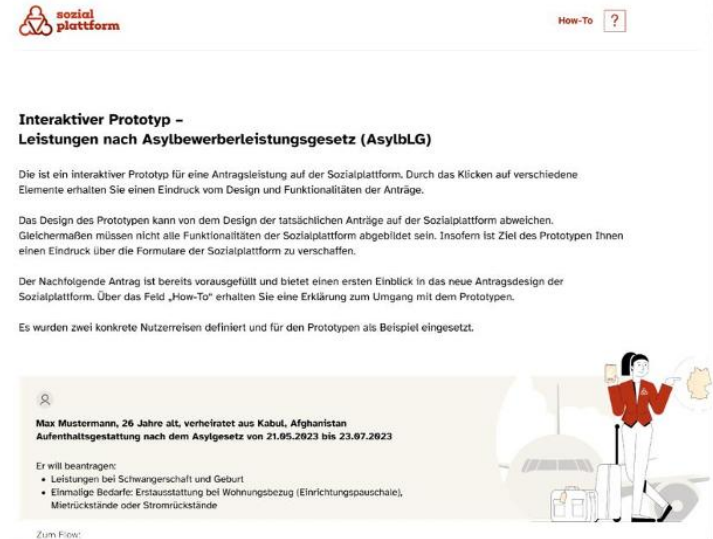 sozial
plattform
How-To ?
Interaktiver Prototyp –
Leistungen nach Asylbewerberleistungsgesetz (AsylbLG)
Die ist ein interaktiver Prototyp für eine Antragsleistung auf der Sozialplattform. Durch das Klicken auf verschiedene
Elemente erhalten Sie einen Eindruck vom Design und Funktionalitäten der Anträge.
Das Design des Prototypen kann von dem Design der tatsächlichen Anträge auf der Sozialplattform abweichen.
Gleichermaßen müssen nicht alle Funktionalitäten der Sozialplattform abgebildet sein. Insofern ist Ziel des Prototypen Ihnen
einen Eindruck über die Formulare der Sozialplattform zu verschaffen.
Der Nachfolgende Antrag ist bereits vorausgefüllt und bietet einen ersten Einblick in das neue Antragsdesign der
Sozialplattform. Über das Feld „How-To“ erhalten Sie eine Erklärung zum Umgang mit dem Prototypen.
Es wurden zwei konkrete Nutzerreisen definiert und für den Prototypen als Beispiel eingesetzt.
Max Mustermann, 26 Jahre alt, verheiratet aus Kabul, Afghanistan
Aufenthaltsgestattung nach dem Asylgesetz von 21.05.2023 bis 23.07.2023
Er will beantragen:
• Leistungen bei Schwangerschaft und Geburt
• Einmalige Bedarfe: Erstausstattung bei Wohnungsbezug (Einrichtungspauschale),
Mietrückstände oder Stromrückstände
Zum Flow: